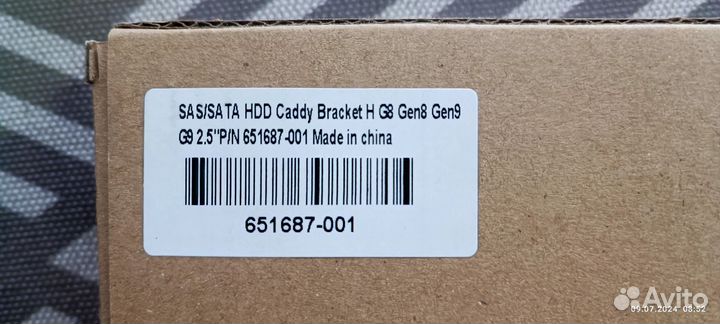 SAS/SATA HDD Caddy Bracket H G8 Gen8 Gen9
G9 2.5"P/N 651687-001 Made in china
651687-001
Avito
09.07.2024 08:52